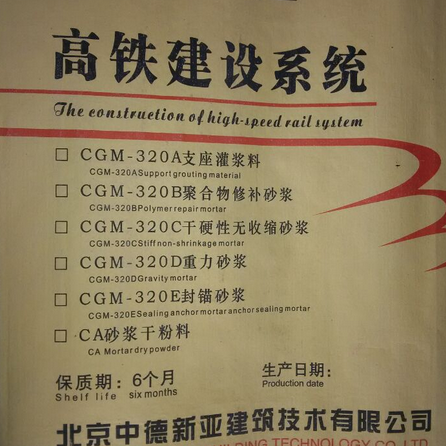 高铁建设系统
The construction of high-speed rail system
□ CGM-320A支座灌浆料
CGM-320ASupport grouting material
□ CGM-320B聚合物修补砂浆
CGM-320BPolymer repair mortar
□ CGM-320C干硬性无收缩砂浆
CGM-320CStiff non-shrinkage mortar
□ CGM-320D重力砂浆
CGM-320DGravity mortar
□ CGM-320E封锚砂浆
CGM-320ESealing anchor mortar anchor sealing mortar
□ CA砂浆干粉料
CA Mortar dry powder
保质期：6个月 生产日期：
Shelf life six months Production date
北京中德新亚建筑技术有限公司
TECHNOLOGY CO.,LTD